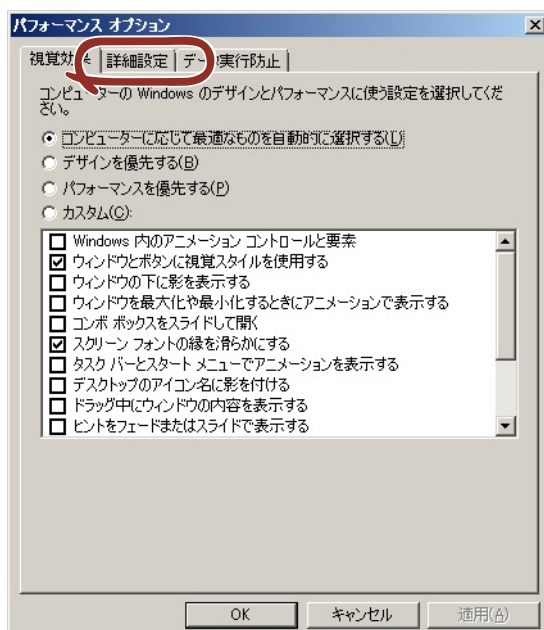 パフォーマンス オプション
視覚効果 詳細設定 データ実行防止
コンピューターの Windows のデザインとパフォーマンスに使う設定を選択してくだ
さい。
コンピューターに応じて最適なものを自動的に選択する(L)
デザインを優先する(B)
パフォーマンスを優先する(P)
カスタム(C):
Windows 内のアニメーション コントロールと要素
ウィンドウとボタンに視覚スタイルを使用する
ウィンドウの下に影を表示する
ウィンドウを最大化や最小化するときにアニメーションで表示する
コンボ ボックスをスライドして開く
スクリーン フォントの縁を滑らかにする
タスク バーとスタート メニューでアニメーションを表示する
デスクトップのアイコン名に影を付ける
ドラッグ中にウィンドウの内容を表示する
ヒントをフェードまたはスライドで表示する
OK キャンセル 適用(A)